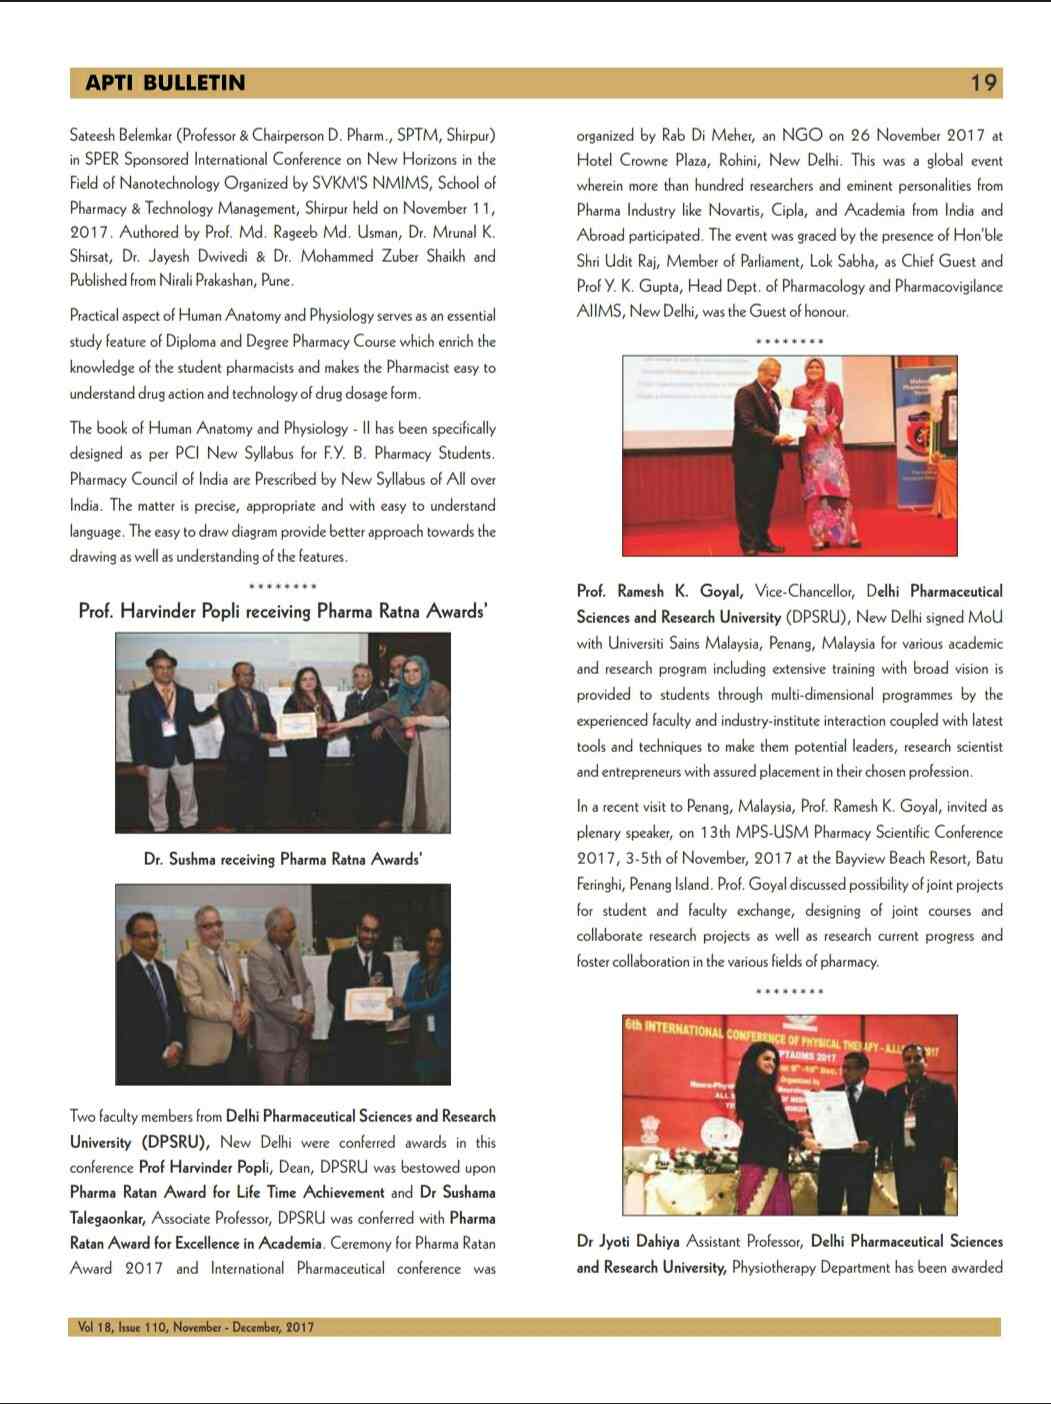 APTI BULLETIN
19
Sateesh Belemkar (Professor & Chairperson D. Pharm., SPTM, Shirpur)
in SPER Sponsored International Conference on New Horizons in the
Field of Nanotechnology Organized by SVKM'S NMIMS, School of
Pharmacy & Technology Management, Shirpur held on November 11,
2017. Authored by Prof. Md. Rageeb Md. Usman, Dr. Mrunal K.
Shirsat, Dr. Jayesh Dwivedi & Dr. Mohammed Zuber Shaikh and
Published from Nirali Prakashan, Pune.
Practical aspect of Human Anatomy and Physiology serves as an essential
study feature of Diploma and Degree Pharmacy Course which enrich the
knowledge of the student pharmacists and makes the Pharmacist easy to
understand drug action and technology of drug dosage form.
The book of Human Anatomy and Physiology - II has been specifically
designed as per PCI New Syllabus for F.Y. B. Pharmacy Students.
Pharmacy Council of India are Prescribed by New Syllabus of All over
India. The matter is precise, appropriate and with easy to understand
language. The easy to draw diagram provide better approach towards the
drawing as well as understanding of the features.
********
Prof. Harvinder Popli receiving Pharma Ratna Awards'
Dr. Sushma receiving Pharma Ratna Awards'
Two faculty members from Delhi Pharmaceutical Sciences and Research
University (DPSRU), New Delhi were conferred awards in this
conference Prof Harvinder Popli, Dean, DPSRU was bestowed upon
Pharma Ratan Award for Life Time Achievement and Dr Sushama
Talegaonkar, Associate Professor, DPSRU was conferred with Pharma
Ratan Award for Excellence in Academia. Ceremony for Pharma Ratan
Award 2017 and International Pharmaceutical conference was
organized by Rab Di Meher, an NGO on 26 November 2017 at
Hotel Crowne Plaza, Rohini, New Delhi. This was a global event
wherein more than hundred researchers and eminent personalities from
Pharma Industry like Novartis, Cipla, and Academia from India and
Abroad participated. The event was graced by the presence of Hon'ble
Shri Udit Raj, Member of Parliament, Lok Sabha, as Chief Guest and
Prof Y. K. Gupta, Head Dept. of Pharmacology and Pharmacovigilance
AIIMS, New Delhi, was the Guest of honour.
********
Prof. Ramesh K. Goyal, Vice-Chancellor, Delhi Pharmaceutical
Sciences and Research University (DPSRU), New Delhi signed MoU
with Universiti Sains Malaysia, Penang, Malaysia for various academic
and research program including extensive training with broad vision is
provided to students through multi-dimensional programmes by the
experienced faculty and industry-institute interaction coupled with latest
tools and techniques to make them potential leaders, research scientist
and entrepreneurs with assured placement in their chosen profession.
In a recent visit to Penang, Malaysia, Prof. Ramesh K. Goyal, invited as
plenary speaker, on 13th MPS-USM Pharmacy Scientific Conference
2017, 3-5th of November, 2017 at the Bayview Beach Resort, Batu
Feringhi, Penang Island. Prof. Goyal discussed possibility of joint projects
for student and faculty exchange, designing of joint courses and
collaborate research projects as well as research current progress and
foster collaboration in the various fields of pharmacy.
********
6th INTERNATIONAL CONFERENCE OF PHYSICAL THERAPY
2017
Dr Jyoti Dahiya Assistant Professor, Delhi Pharmaceutical Sciences
and Research University, Physiotherapy Department has been awarded
Vol 18, Issue 110, November - December, 2017